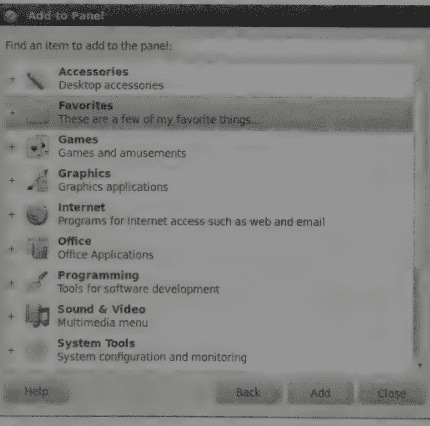 Add to Panel
Find an item to add to the panel:
Accessories
Desktop accessories
Favorites
These are a few of my favorite things...
Games
Games and amusements
Graphics
Graphics applications
Internet
Programs for Internet access such as web and email
Office
Office Applications
Programming
Tools for software development
Sound & Video
Multimedia menu
System Tools
System configuration and monitoring
Help
Back
Add
Close